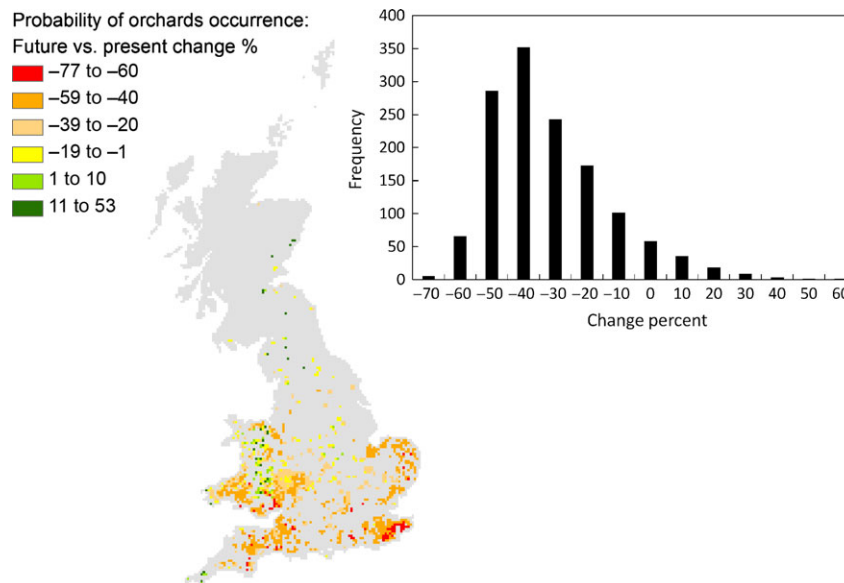 Probability of orchards occurrence:
Future vs. present change %
–77 to –60
–59 to –40
–39 to –20
–19 to –1
1 to 10
11 to 53
400
350
300
250
200
150
100
50
0
Frequency
–70 –60 –50 –40 –30 –20 –10 0 10 20 30 40 50 60
Change percent